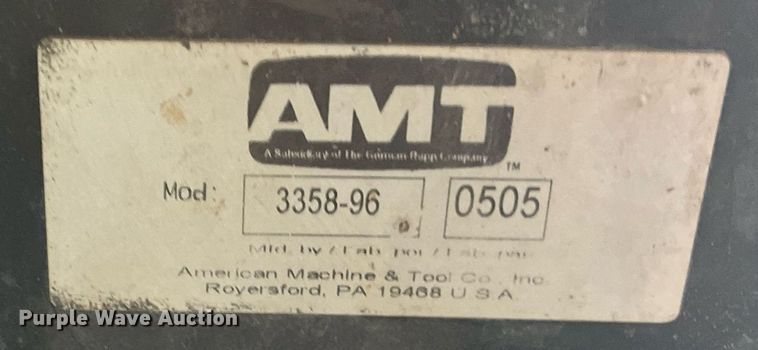 AMT
A Subsidiary of The Gorman Rupp Company
TM
Mod: 3358-96 0505
Mfd. by / Fab. por / Fab. par
American Machine & Tool Co., Inc.
Royersford, PA 19468 U S A
Purple Wave Auction